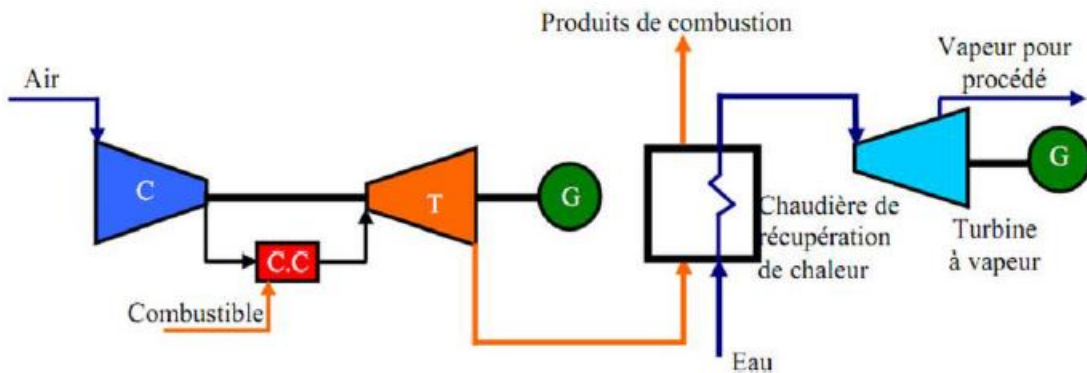 Produits de combustion
Vapeur pour
procédé
Air
C
T
G
C.C
Combustible
Chaudière de
récupération
de chaleur
Eau
G
Turbine
à vapeur